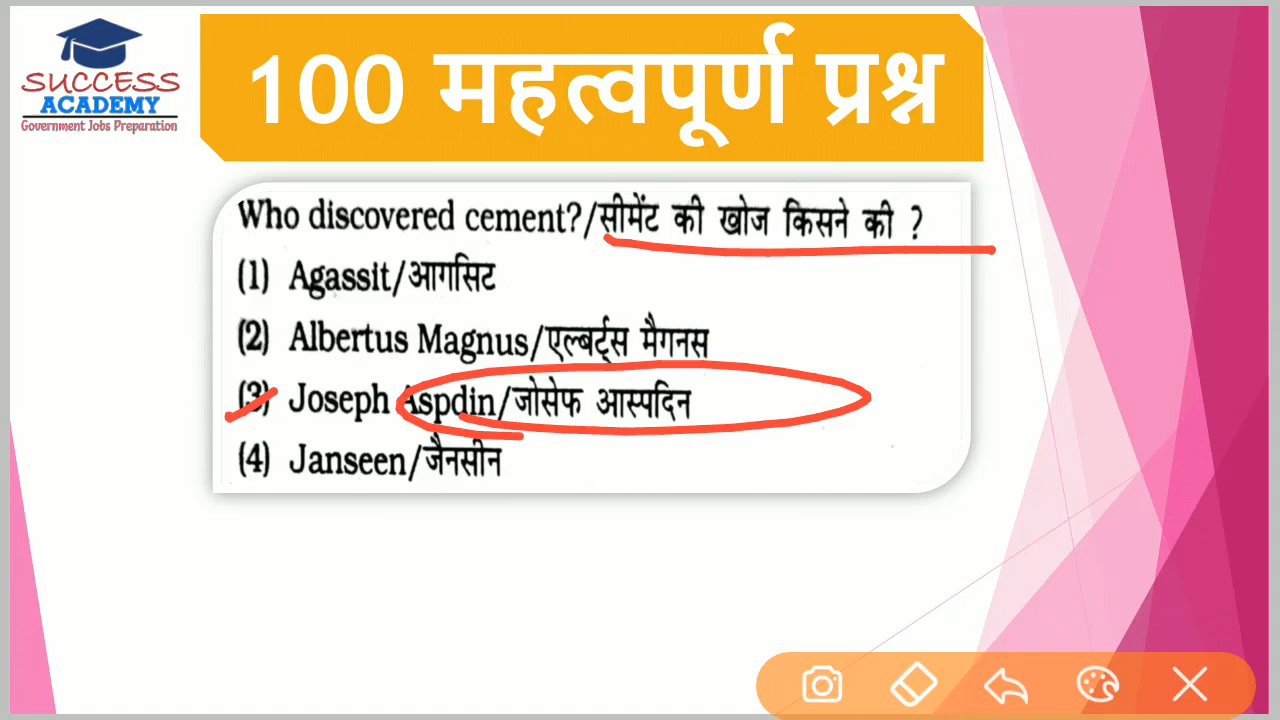 SUCCESS
ACADEMY
Government Jobs Preparation
100 महत्वपूर्ण प्रश्न
Who discovered cement?/सीमेंट की खोज किसने की ?
(1) Agassit/आगसिट
(2) Albertus Magnus/एल्बर्ट्स मैगनस
(3) Joseph Aspdin/जोसेफ आस्पदिन
(4) Janseen/जैनसीन